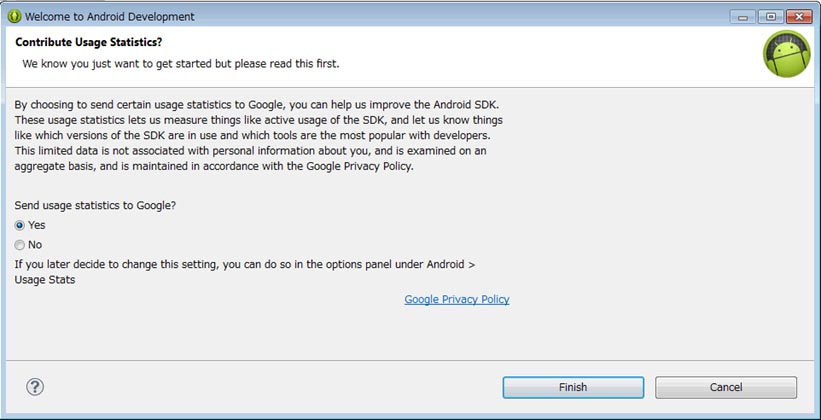 Welcome to Android Development
Contribute Usage Statistics?
We know you just want to get started but please read this first.
By choosing to send certain usage statistics to Google, you can help us improve the Android SDK.
These usage statistics lets us measure things like active usage of the SDK, and let us know things
like which versions of the SDK are in use and which tools are the most popular with developers.
This limited data is not associated with personal information about you, and is examined on an
aggregate basis, and is maintained in accordance with the Google Privacy Policy.
Send usage statistics to Google?
Yes
No
If you later decide to change this setting, you can do so in the options panel under Android >
Usage Stats
Google Privacy Policy
?
Finish
Cancel